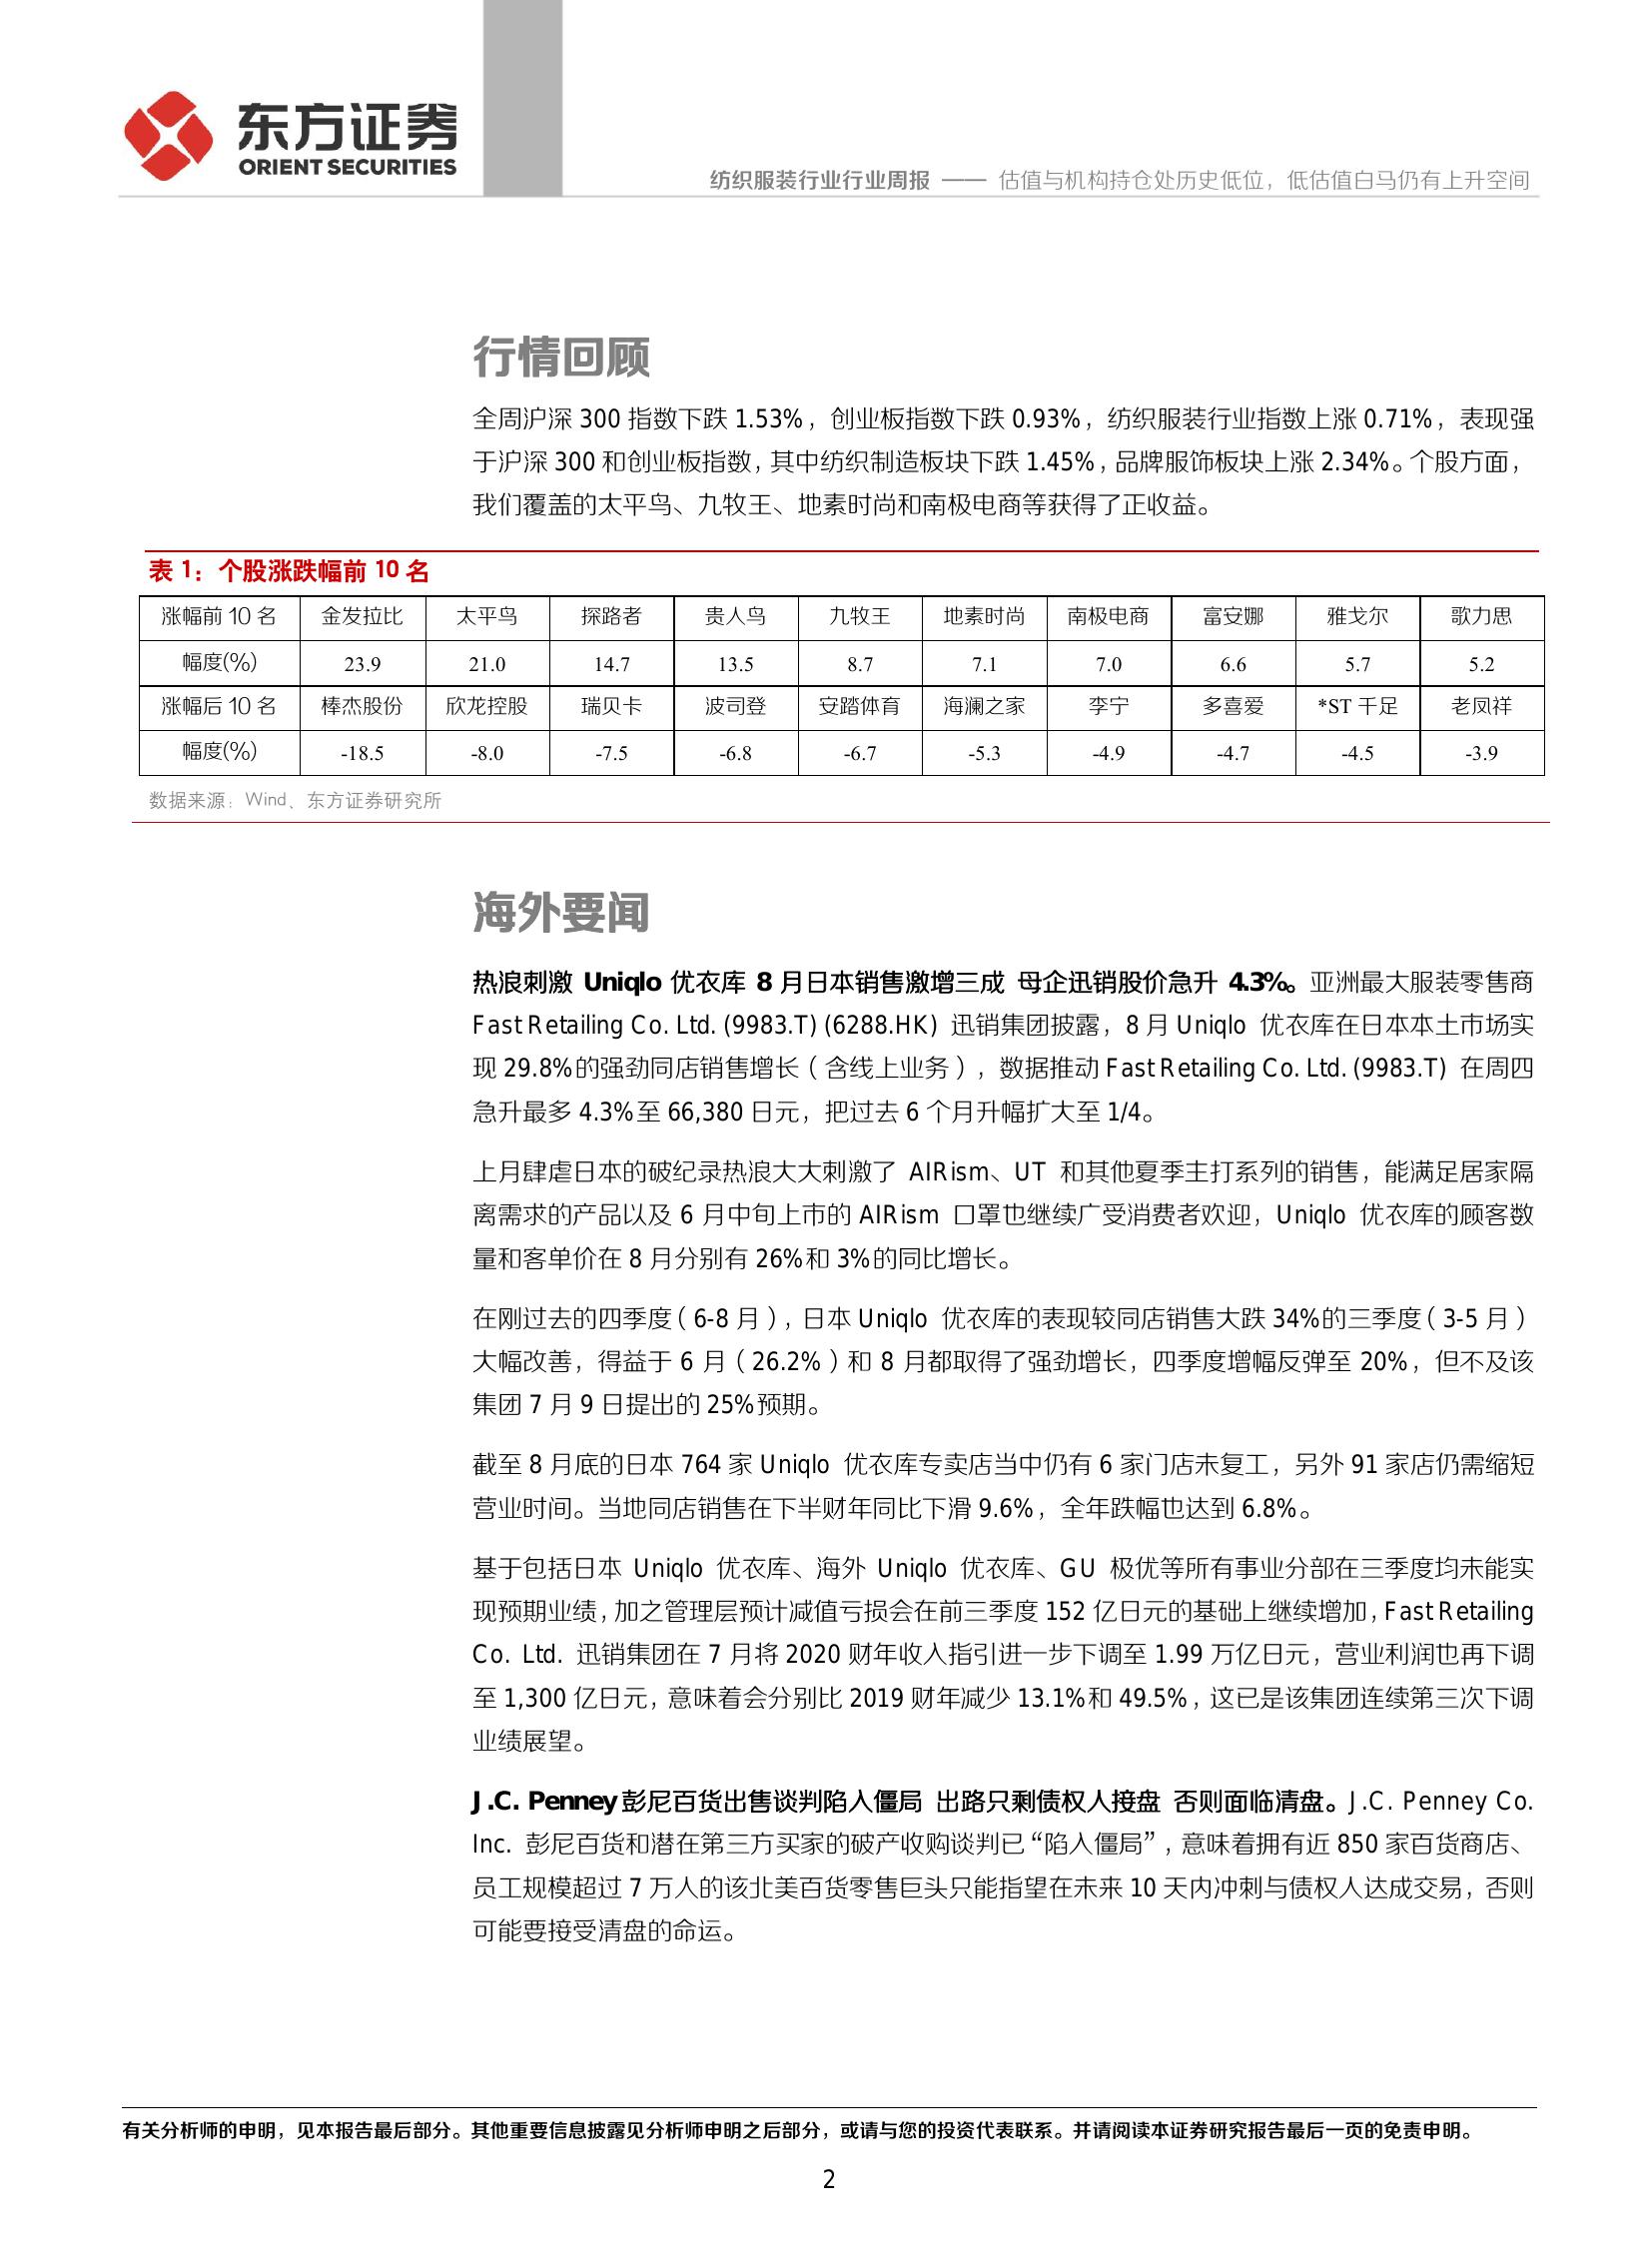 东方证券
ORIENT SECURITIES
纺织服装行业行业周报 —— 估值与机构持仓处历史低位，低估值白马仍有上升空间
行情回顾
全周沪深 300 指数下跌 1.53%，创业板指数下跌 0.93%，纺织服装行业指数上涨 0.71%，表现强
于沪深 300 和创业板指数，其中纺织制造板块下跌 1.45%，品牌服饰板块上涨 2.34%。个股方面，
我们覆盖的太平鸟、九牧王、地素时尚和南极电商等获得了正收益。
表 1：个股涨跌幅前 10 名
涨幅前 10 名 金发拉比 太平鸟 探路者 贵人鸟 九牧王 地素时尚 南极电商 富安娜 雅戈尔 歌力思
幅度(%) 23.9 21.0 14.7 13.5 8.7 7.1 7.0 6.6 5.7 5.2
涨幅后 10 名 棒杰股份 欣龙控股 瑞贝卡 波司登 安踏体育 海澜之家 李宁 多喜爱 *ST 千足 老凤祥
幅度(%) -18.5 -8.0 -7.5 -6.8 -6.7 -5.3 -4.9 -4.7 -4.5 -3.9
数据来源：Wind、东方证券研究所
海外要闻
热浪刺激 Uniqlo 优衣库 8 月日本销售激增三成 母企迅销股价急升 4.3%。亚洲最大服装零售商
Fast Retailing Co. Ltd. (9983.T) (6288.HK) 迅销集团披露，8 月 Uniqlo 优衣库在日本本土市场实
现 29.8%的强劲同店销售增长（含线上业务），数据推动 Fast Retailing Co. Ltd. (9983.T) 在周四
急升最多 4.3%至 66,380 日元，把过去 6 个月升幅扩大至 1/4。
上月肆虐日本的破纪录热浪大大刺激了 AIRism、UT 和其他夏季主打系列的销售，能满足居家隔
离需求的产品以及 6 月中旬上市的 AIRism 口罩也继续广受消费者欢迎，Uniqlo 优衣库的顾客数
量和客单价在 8 月分别有 26%和 3%的同比增长。
在刚过去的四季度（6-8 月），日本 Uniqlo 优衣库的表现较同店销售大跌 34%的三季度（3-5 月）
大幅改善，得益于 6 月（26.2%）和 8 月都取得了强劲增长，四季度增幅反弹至 20%，但不及该
集团 7 月 9 日提出的 25%预期。
截至 8 月底的日本 764 家 Uniqlo 优衣库专卖店当中仍有 6 家门店未复工，另外 91 家店仍需缩短
营业时间。当地同店销售在下半财年同比下滑 9.6%，全年跌幅也达到 6.8%。
基于包括日本 Uniqlo 优衣库、海外 Uniqlo 优衣库、GU 极优等所有事业分部在三季度均未能实
现预期业绩，加之管理层预计减值亏损会在前三季度 152 亿日元的基础上继续增加，Fast Retailing
Co. Ltd. 迅销集团在 7 月将 2020 财年收入指引进一步下调至 1.99 万亿日元，营业利润也再下调
至 1,300 亿日元，意味着会分别比 2019 财年减少 13.1%和 49.5%，这已是该集团连续第三次下调
业绩展望。
J.C. Penney 彭尼百货出售谈判陷入僵局 出路只剩债权人接盘 否则面临清盘。J.C. Penney Co.
Inc. 彭尼百货和潜在第三方买家的破产收购谈判已“陷入僵局”，意味着拥有近 850 家百货商店、
员工规模超过 7 万人的该北美百货零售巨头只能指望在未来 10 天内冲刺与债权人达成交易，否则
可能要接受清盘的命运。
有关分析师的申明，见本报告最后部分。其他重要信息披露见分析师申明之后部分，或请与您的投资代表联系。并请阅读本证券研究报告最后一页的免责申明。
2